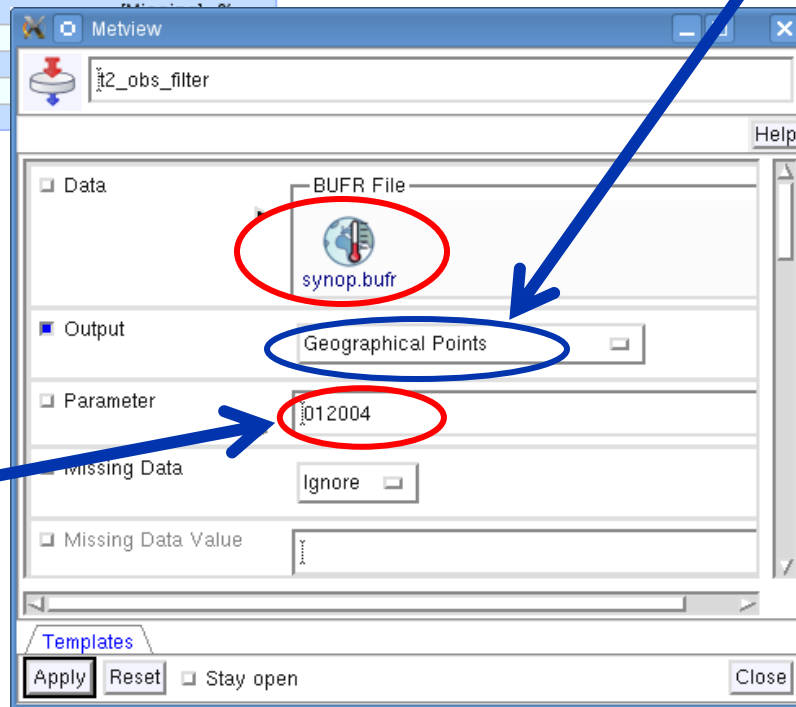 Metview
t2_obs_filter
Help
Data
BUFR File
synop.bufr
Output
Geographical Points
Parameter
012004
Missing Data
Ignore
Missing Data Value
Templates
Apply Reset Stay open Close